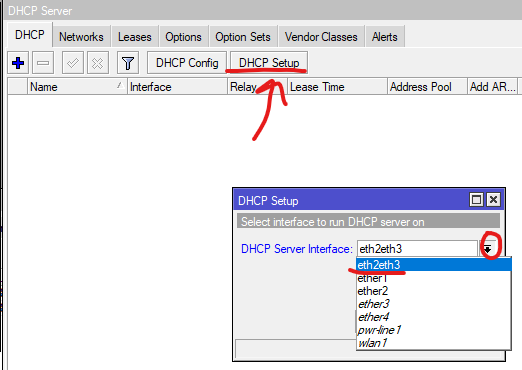 DHCP Server
DHCP Networks Leases Options Option Sets Vendor Classes Alerts
DHCP Config DHCP Setup
Name Interface Relay Lease Time Address Pool Add AR...
DHCP Setup
Select interface to run DHCP server on
DHCP Server Interface: eth2eth3
eth2eth3
ether1
ether2
ether3
ether4
pwr-line1
wlan1